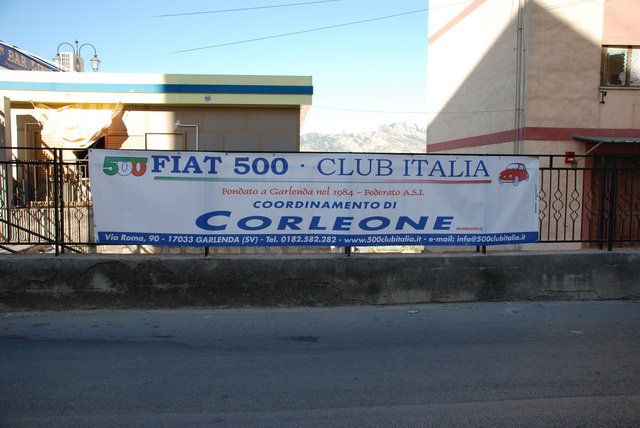 BAR
500 FIAT 500 · CLUB ITALIA
Fondato a Garlenda nel 1984 - Federato A.S.I.
COORDINAMENTO DI
CORLEONE
Via Roma, 90 - 17033 GARLENDA (SV) - Tel. 0182.582.282 - www.500clubitalia.it - e-mail: info@500clubitalia.it